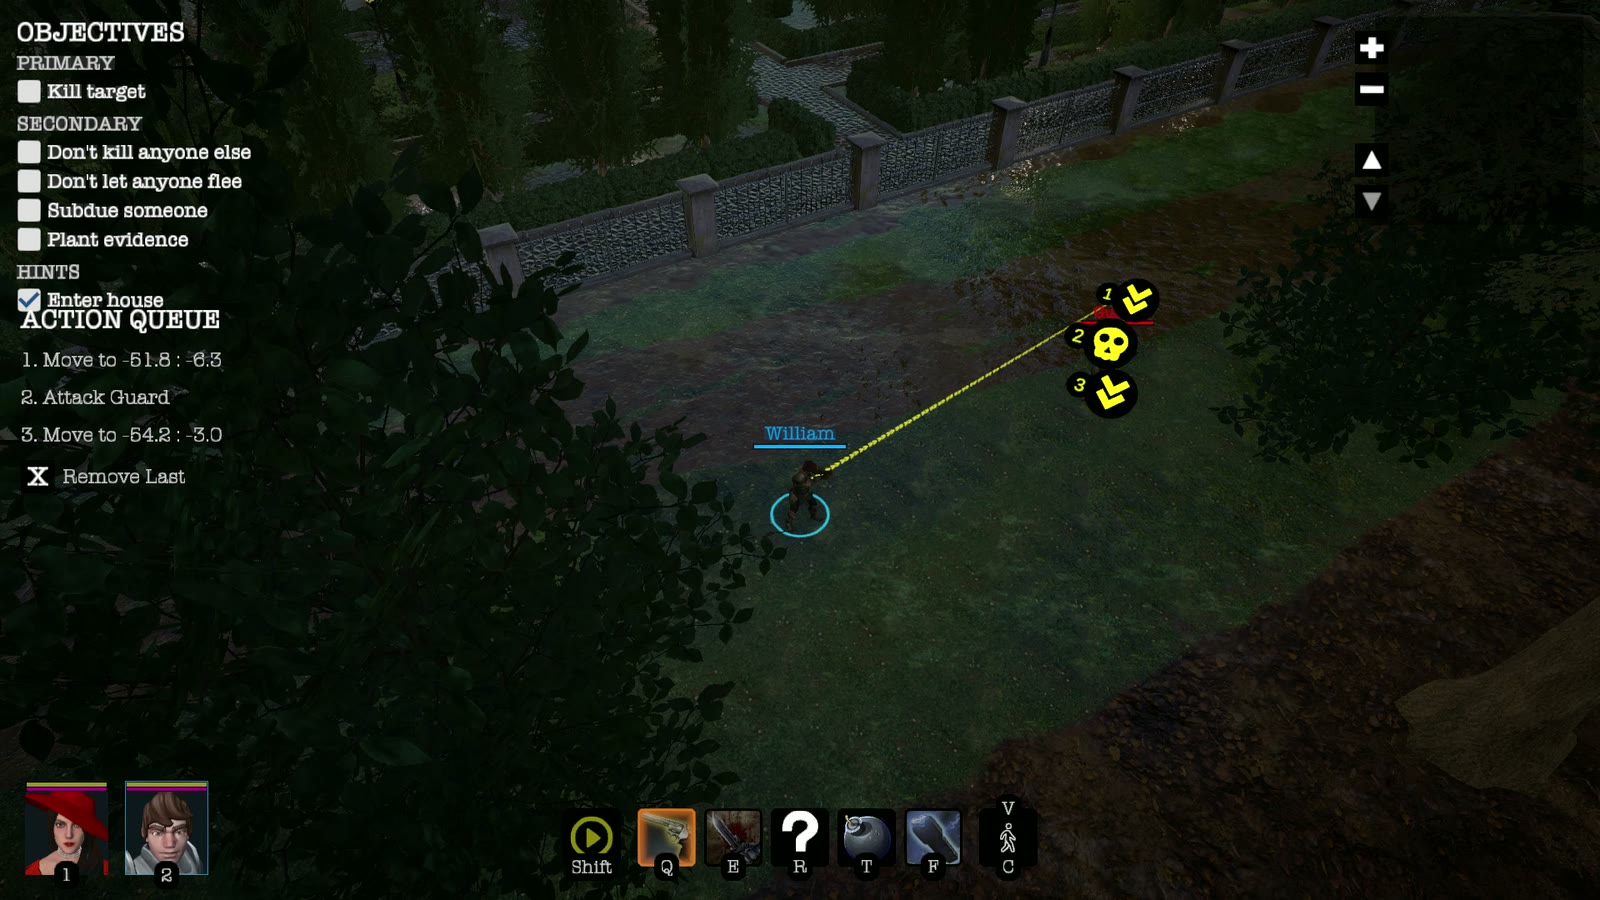 OBJECTIVES
PRIMARY
Kill target
SECONDARY
Don't kill anyone else
Don't let anyone flee
Subdue someone
Plant evidence
HINTS
Enter house
ACTION QUEUE
1. Move to -51.8 : -6.3
2. Attack Guard
3. Move to -54.2 : -3.0
X Remove Last
1
2
3
William
1
2
Shift
Q
E
?
R
T
F
V
C